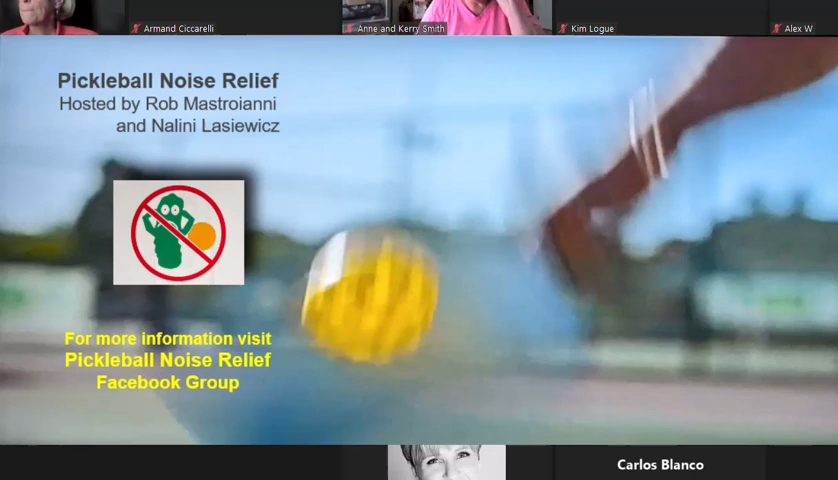 Armand Ciccarelli
Anne and Kerry Smith
Kim Logue
Alex W
Pickleball Noise Relief
Hosted by Rob Mastroianni
and Nalini Lasiewicz
For more information visit
Pickleball Noise Relief
Facebook Group
Carlos Blanco